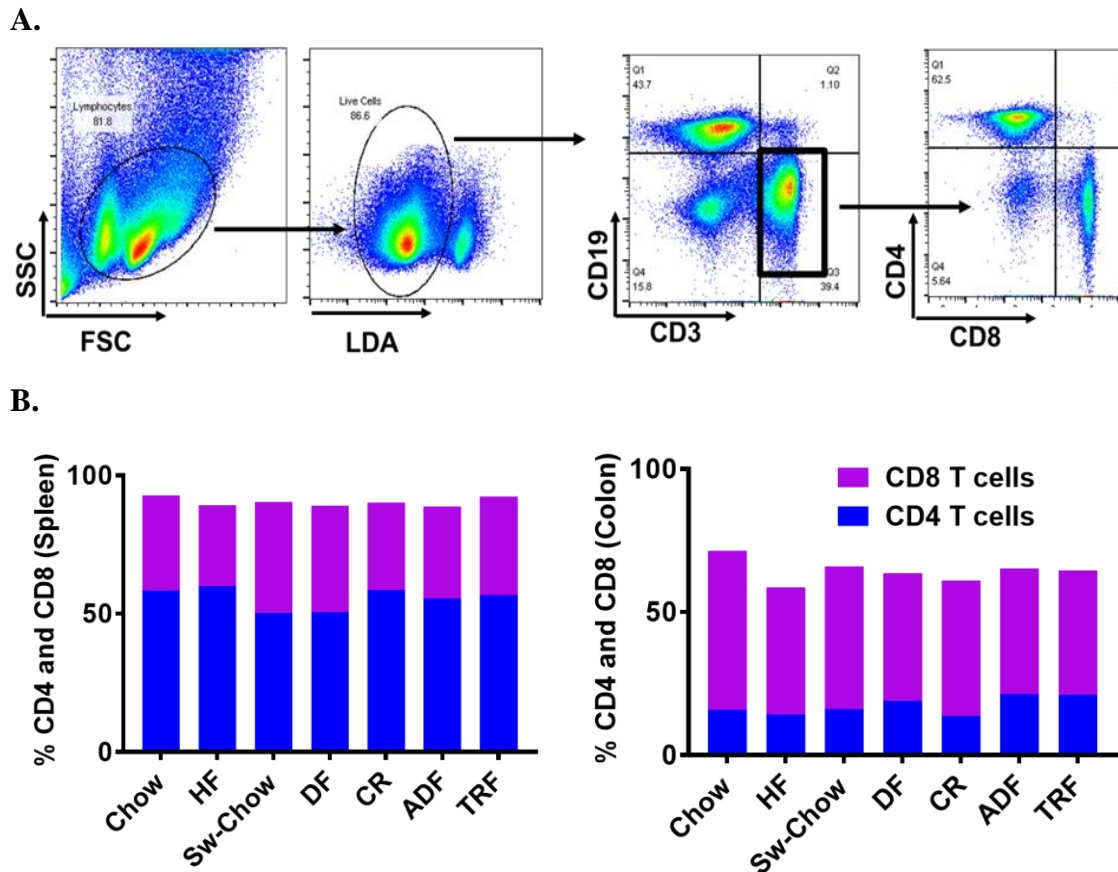 A.
Lymphocytes
81.8
SSC
FSC
Live Cells
86.6
LDA
Q1
43.7
Q2
1.10
Q4
15.8
Q3
39.4
CD19
CD3
Q1
62.5
Q4
5.64
CD4
CD8
B.
% CD4 and CD8 (Spleen)
100
50
0
Chow
HF
Sw-Chow
DF
CR
ADF
TRF
% CD4 and CD8 (Colon)
100
50
0
CD8 T cells
CD4 T cells
Chow
HF
Sw-Chow
DF
CR
ADF
TRF